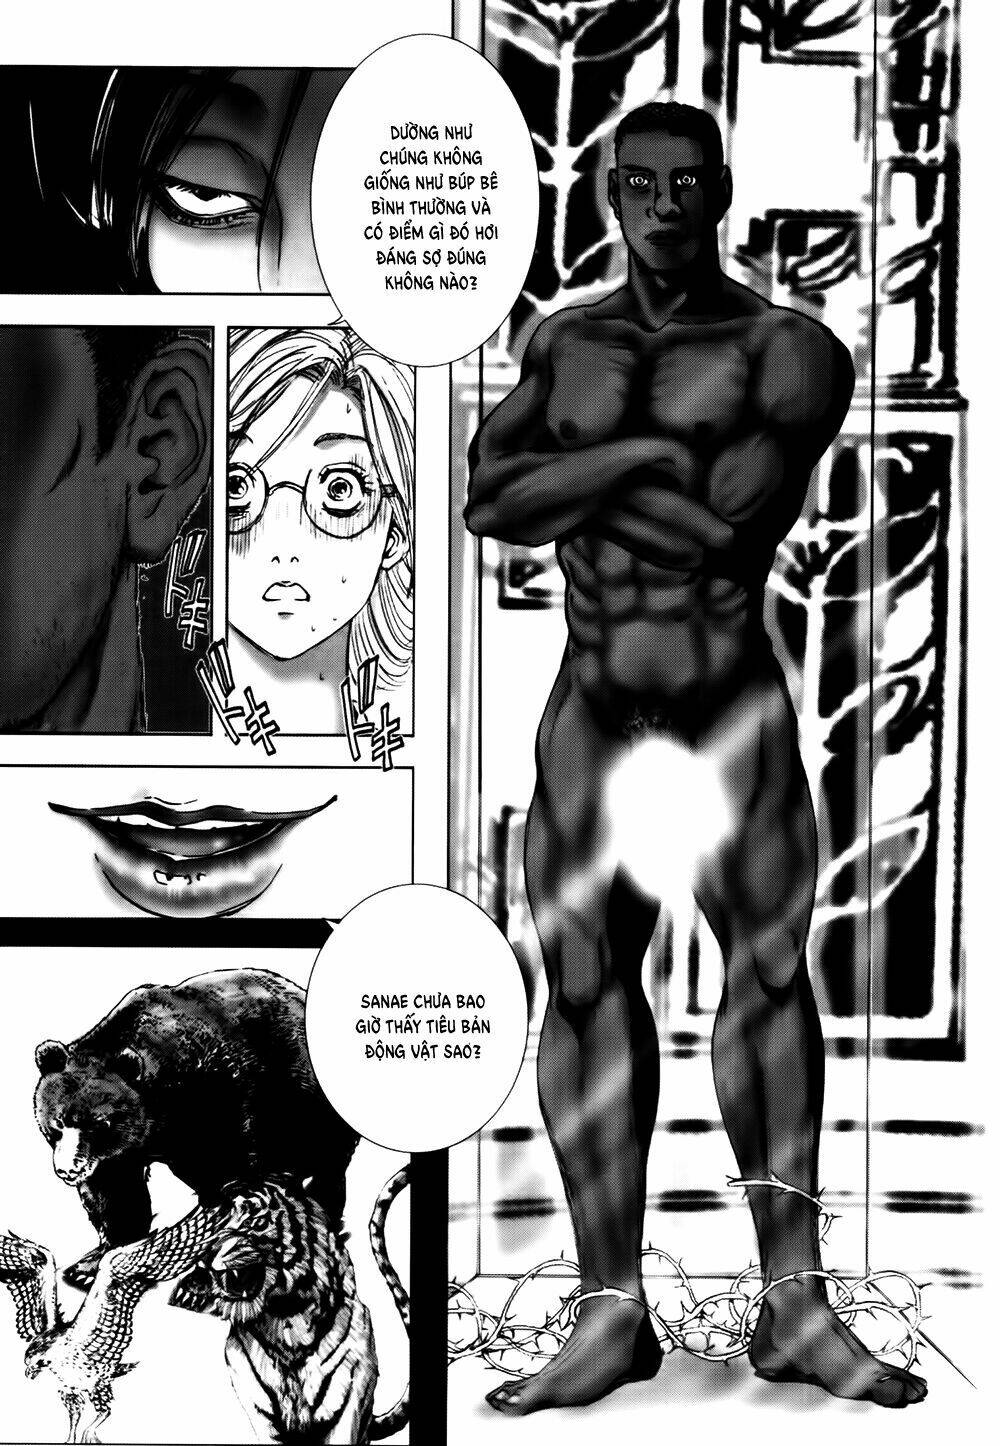 DƯỜNG NHƯ
CHÚNG KHÔNG
GIỐNG NHƯ BÚP BÊ
BÌNH THƯỜNG VÀ
CÓ ĐIỂM GÌ ĐÓ HƠI
ĐÁNG SỢ ĐÚNG
KHÔNG NÀO?
ドキ
ドキ
ドキ
SANAE CHƯA BAO
GIỜ THẤY TIÊU BẢN
ĐỘNG VẬT SAO?